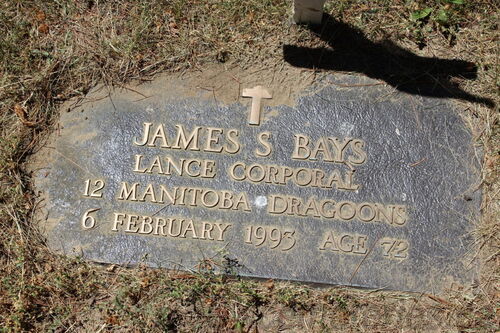 JAMES S BAYS
LANCE CORPORAL
12 MANITOBA DRAGOONS
6 FEBRUARY 1993 AGE 72